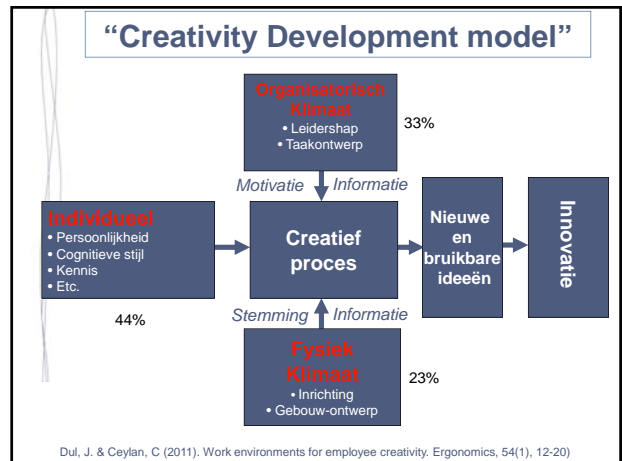 “Creativity Development model”
Organisatorisch
Klimaat
• Leidershap
• Taakontwerp
33%
Motivatie Informatie
Individueel
• Persoonlijkheid
• Cognitieve stijl
• Kennis
• Etc.
44%
Creatief
proces
Nieuwe
en
bruikbare
ideeën
Innovatie
Stemming Informatie
Fysiek
Klimaat
• Inrichting
• Gebouw-ontwerp
23%
Dul, J. & Ceylan, C (2011). Work environments for employee creativity. Ergonomics, 54(1), 12-20)